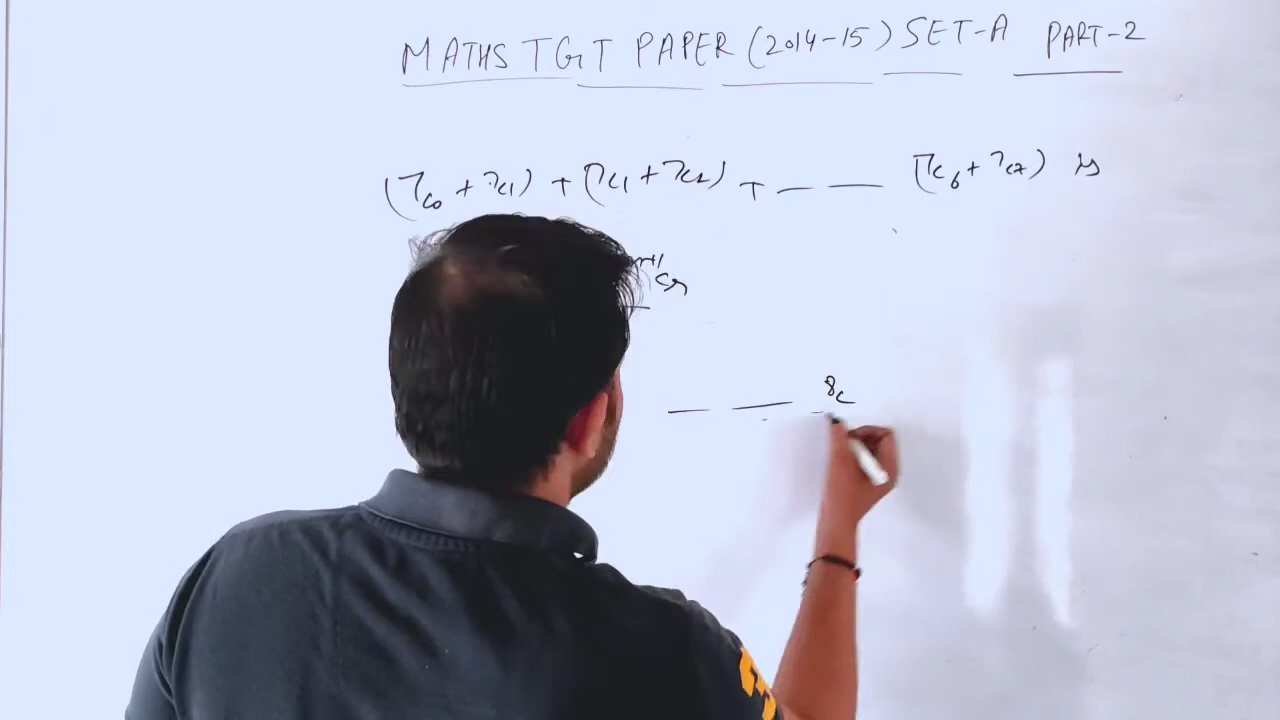 MATHS TGT PAPER (2014-15) SET-A PART-2
(7c0 + 7c1) + (7c1 + 7c2) + _ _ (7c6 + 7c7) is
n+1Cr
_ _ 8c